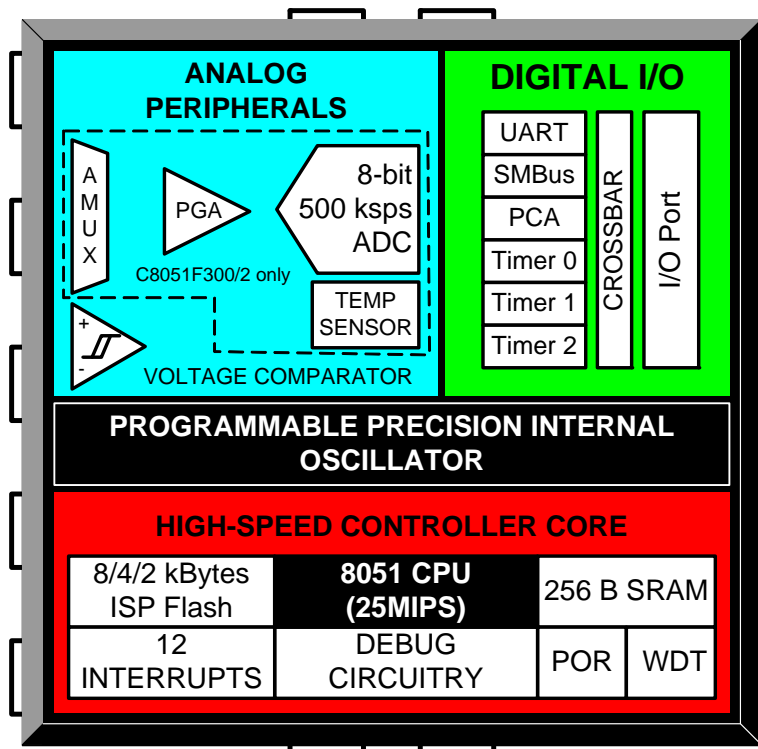 ANALOG
PERIPHERALS
A
M
U
X
PGA
8-bit
500 ksps
ADC
C8051F300/2 only
TEMP
SENSOR
+
-
VOLTAGE COMPARATOR
DIGITAL I/O
UART
SMBus
PCA
Timer 0
Timer 1
Timer 2
CROSSBAR
I/O Port
PROGRAMMABLE PRECISION INTERNAL
OSCILLATOR
HIGH-SPEED CONTROLLER CORE
8/4/2 kBytes
ISP Flash
8051 CPU
(25MIPS)
256 B SRAM
12
INTERRUPTS
DEBUG
CIRCUITRY
POR
WDT